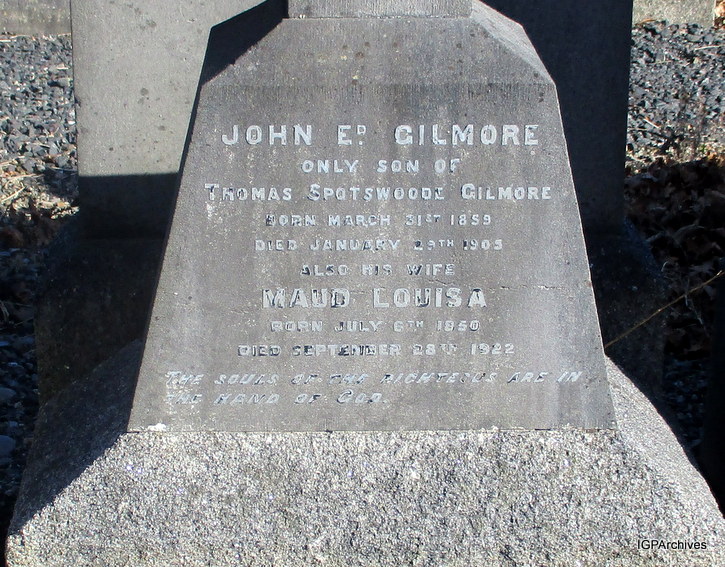 JOHN Eᴰ. GILMORE
ONLY SON OF
THOMAS SPOTSWOODE GILMORE
BORN MARCH 31ST 1859
DIED JANUARY 29TH 1905
ALSO HIS WIFE
MAUD LOUISA
BORN JULY 6TH 1850
DIED SEPTEMBER 28TH 1922
THE SOULS OF THE RIGHTEOUS ARE IN
THE HAND OF GOD.
IGPArchives